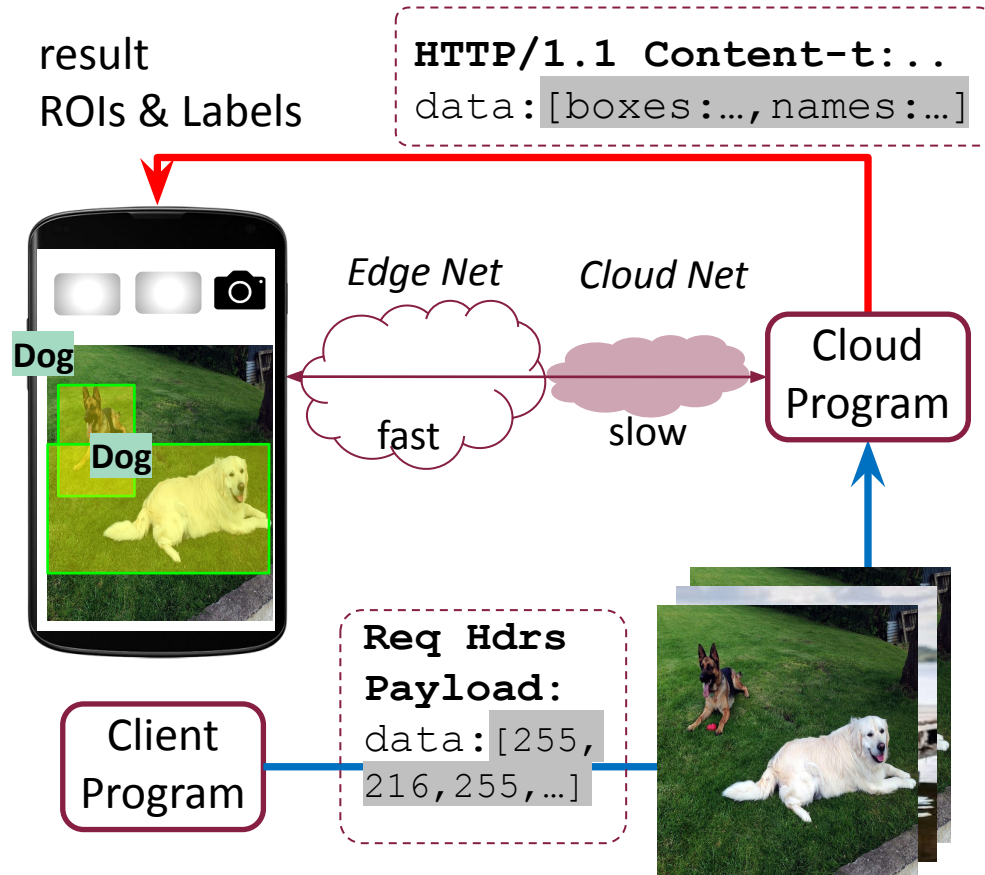 result
ROIs & Labels
HTTP/1.1 Content-t:..
data:[boxes:…,names:…]
Edge Net
Cloud Net
Dog
Dog
fast
slow
Cloud
Program
Req Hdrs
Payload:
data:[255,
216,255,…]
Client
Program